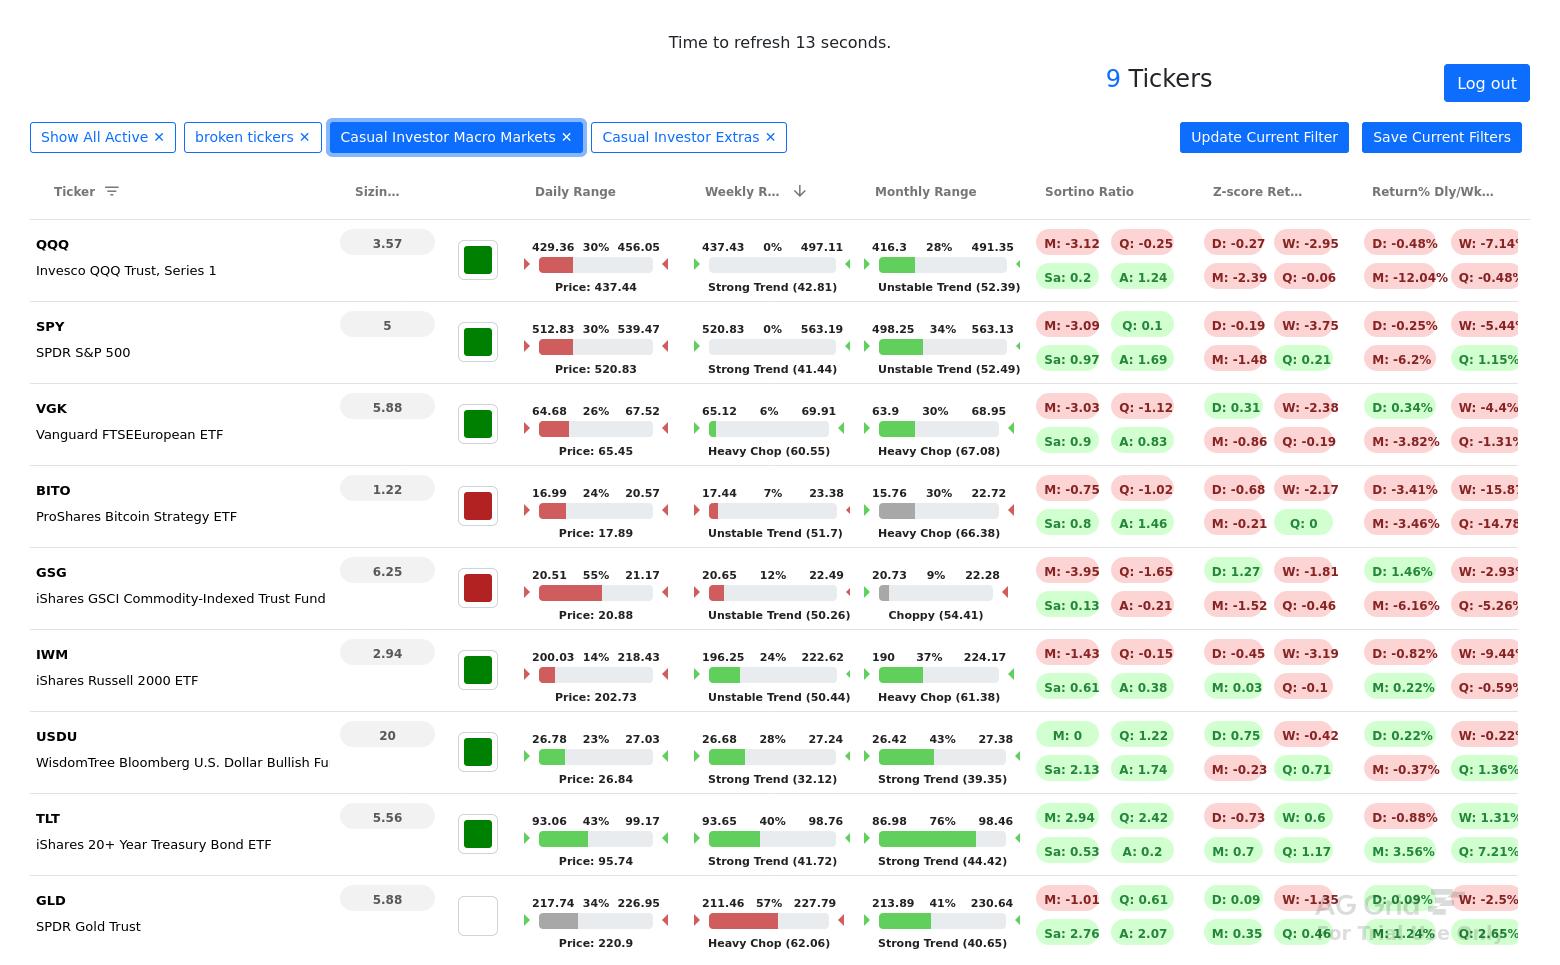 Time to refresh 13 seconds.
9 Tickers
Log out
Show All Active ✕ broken tickers ✕ Casual Investor Macro Markets ✕ Casual Investor Extras ✕ Update Current Filter Save Current Filters
Ticker Sizin… Daily Range Weekly R… Monthly Range Sortino Ratio Z-score Ret… Return% Dly/Wk…
QQQ 3.57 429.36 30% 456.05 437.43 0% 497.11 416.3 28% 491.35 M: -3.12 Q: -0.25 D: -0.27 W: -2.95 D: -0.48% W: -7.14%
Invesco QQQ Trust, Series 1 Price: 437.44 Strong Trend (42.81) Unstable Trend (52.39) Sa: 0.2 A: 1.24 M: -2.39 Q: -0.06 M: -12.04% Q: -0.48%
SPY 5 512.83 30% 539.47 520.83 0% 563.19 498.25 34% 563.13 M: -3.09 Q: 0.1 D: -0.19 W: -3.75 D: -0.25% W: -5.44%
SPDR S&P 500 Price: 520.83 Strong Trend (41.44) Unstable Trend (52.49) Sa: 0.97 A: 1.69 M: -1.48 Q: 0.21 M: -6.2% Q: 1.15%
VGK 5.88 64.68 26% 67.52 65.12 6% 69.91 63.9 30% 68.95 M: -3.03 Q: -1.12 D: 0.31 W: -2.38 D: 0.34% W: -4.4%
Vanguard FTSEEuropean ETF Price: 65.45 Heavy Chop (60.55) Heavy Chop (67.08) Sa: 0.9 A: 0.83 M: -0.86 Q: -0.19 M: -3.82% Q: -1.31%
BITO 1.22 16.99 24% 20.57 17.44 7% 23.38 15.76 30% 22.72 M: -0.75 Q: -1.02 D: -0.68 W: -2.17 D: -3.41% W: -15.87
ProShares Bitcoin Strategy ETF Price: 17.89 Unstable Trend (51.7) Heavy Chop (66.38) Sa: 0.8 A: 1.46 M: -0.21 Q: 0 M: -3.46% Q: -14.78
GSG 6.25 20.51 55% 21.17 20.65 12% 22.49 20.73 9% 22.28 M: -3.95 Q: -1.65 D: 1.27 W: -1.81 D: 1.46% W: -2.93%
iShares GSCI Commodity-Indexed Trust Fund Price: 20.88 Unstable Trend (50.26) Choppy (54.41) Sa: 0.13 A: -0.21 M: -1.52 Q: -0.46 M: -6.16% Q: -5.26%
IWM 2.94 200.03 14% 218.43 196.25 24% 222.62 190 37% 224.17 M: -1.43 Q: -0.15 D: -0.45 W: -3.19 D: -0.82% W: -9.44%
iShares Russell 2000 ETF Price: 202.73 Unstable Trend (50.44) Heavy Chop (61.38) Sa: 0.61 A: 0.38 M: 0.03 Q: -0.1 M: 0.22% Q: -0.59%
USDU 20 26.78 23% 27.03 26.68 28% 27.24 26.42 43% 27.38 M: 0 Q: 1.22 D: 0.75 W: -0.42 D: 0.22% W: -0.22%
WisdomTree Bloomberg U.S. Dollar Bullish Fu Price: 26.84 Strong Trend (32.12) Strong Trend (39.35) Sa: 2.13 A: 1.74 M: -0.23 Q: 0.71 M: -0.37% Q: 1.36%
TLT 5.56 93.06 43% 99.17 93.65 40% 98.76 86.98 76% 98.46 M: 2.94 Q: 2.42 D: -0.73 W: 0.6 D: -0.88% W: 1.31%
iShares 20+ Year Treasury Bond ETF Price: 95.74 Strong Trend (41.72) Strong Trend (44.42) Sa: 0.53 A: 0.2 M: 0.7 Q: 1.17 M: 3.56% Q: 7.21%
GLD 5.88 217.74 34% 226.95 211.46 57% 227.79 213.89 41% 230.64 M: -1.01 Q: 0.61 D: 0.09 W: -1.35 D: 0.09% W: -2.5%
SPDR Gold Trust Price: 220.9 Heavy Chop (62.06) Strong Trend (40.65) Sa: 2.76 A: 2.07 M: 0.35 Q: 0.46 M: 1.24% Q: 1.65%
AG Grid
For Trial Use Only